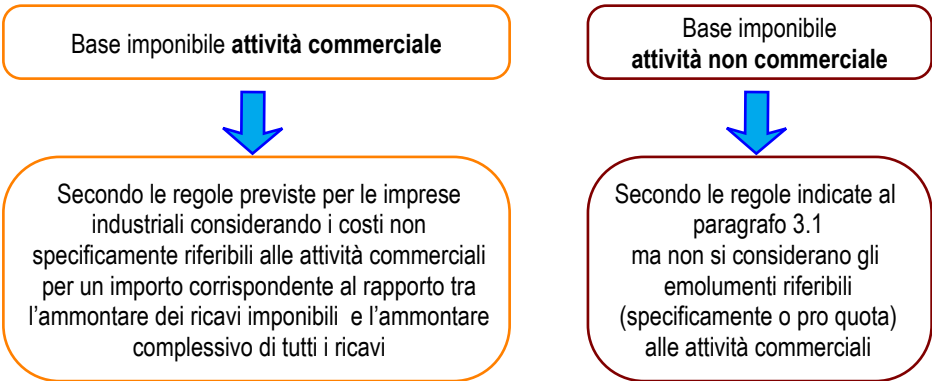 Base imponibile attività commerciale
Base imponibile
attività non commerciale
Secondo le regole previste per le imprese
industriali considerando i costi non
specificamente riferibili alle attività commerciali
per un importo corrispondente al rapporto tra
l’ammontare dei ricavi imponibili e l’ammontare
complessivo di tutti i ricavi
Secondo le regole indicate al
paragrafo 3.1
ma non si considerano gli
emolumenti riferibili
(specificamente o pro quota)
alle attività commerciali